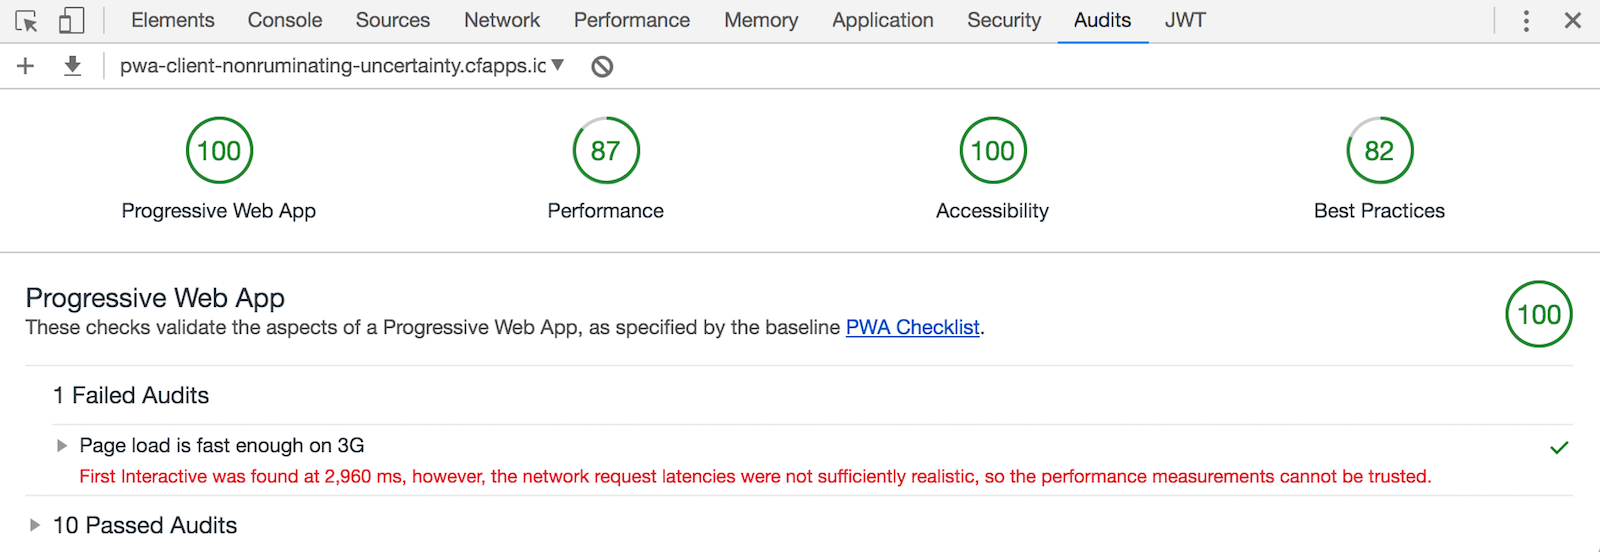 Elements Console Sources Network Performance Memory Application Security Audits JWT
pwa-client-nonruminating-uncertainty.cfapps.ic
100 87 100 82
Progressive Web App Performance Accessibility Best Practices
Progressive Web App
100
These checks validate the aspects of a Progressive Web App, as specified by the baseline PWA Checklist.
1 Failed Audits
Page load is fast enough on 3G
First Interactive was found at 2,960 ms, however, the network request latencies were not sufficiently realistic, so the performance measurements cannot be trusted.
10 Passed Audits